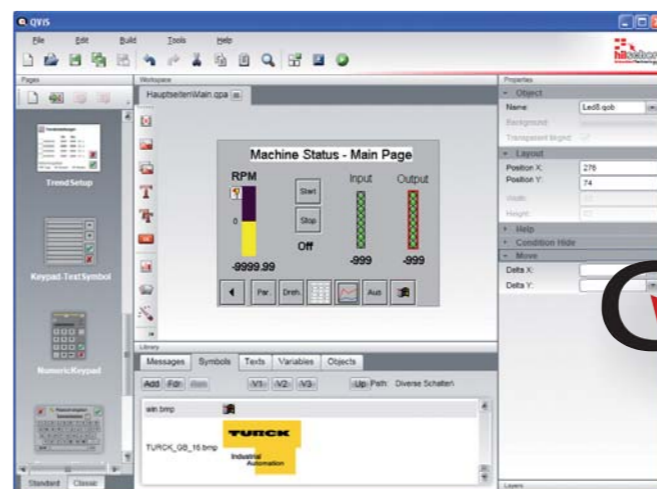 QViS
File Edit Build Tools Help
hilscher
Pages
TrendSetup
Keypad-TextSymbol
NumericKeypad
Standard Classic
Workspace
Hauptseiten\Main.qpa
Machine Status - Main Page
RPM
Input Output
Start
0
Stop
Off
-9999.99
-999
-999
Par. Dreh. Aus
Library
Messages Symbols Texts Variables Objects
Add Fdr. V1 V2 V3 Up Path: Diverse Schalter\
win.bmp
TURCK_GB_16.bmp
TURCK
Industrial
Automation
Properties
Object
Name: Led8.qob
Background:
Layout
Position X: 276
Position Y: 74
Width:
Height:
Help
Condition Hide
Move
Delta X:
Delta Y:
Layers